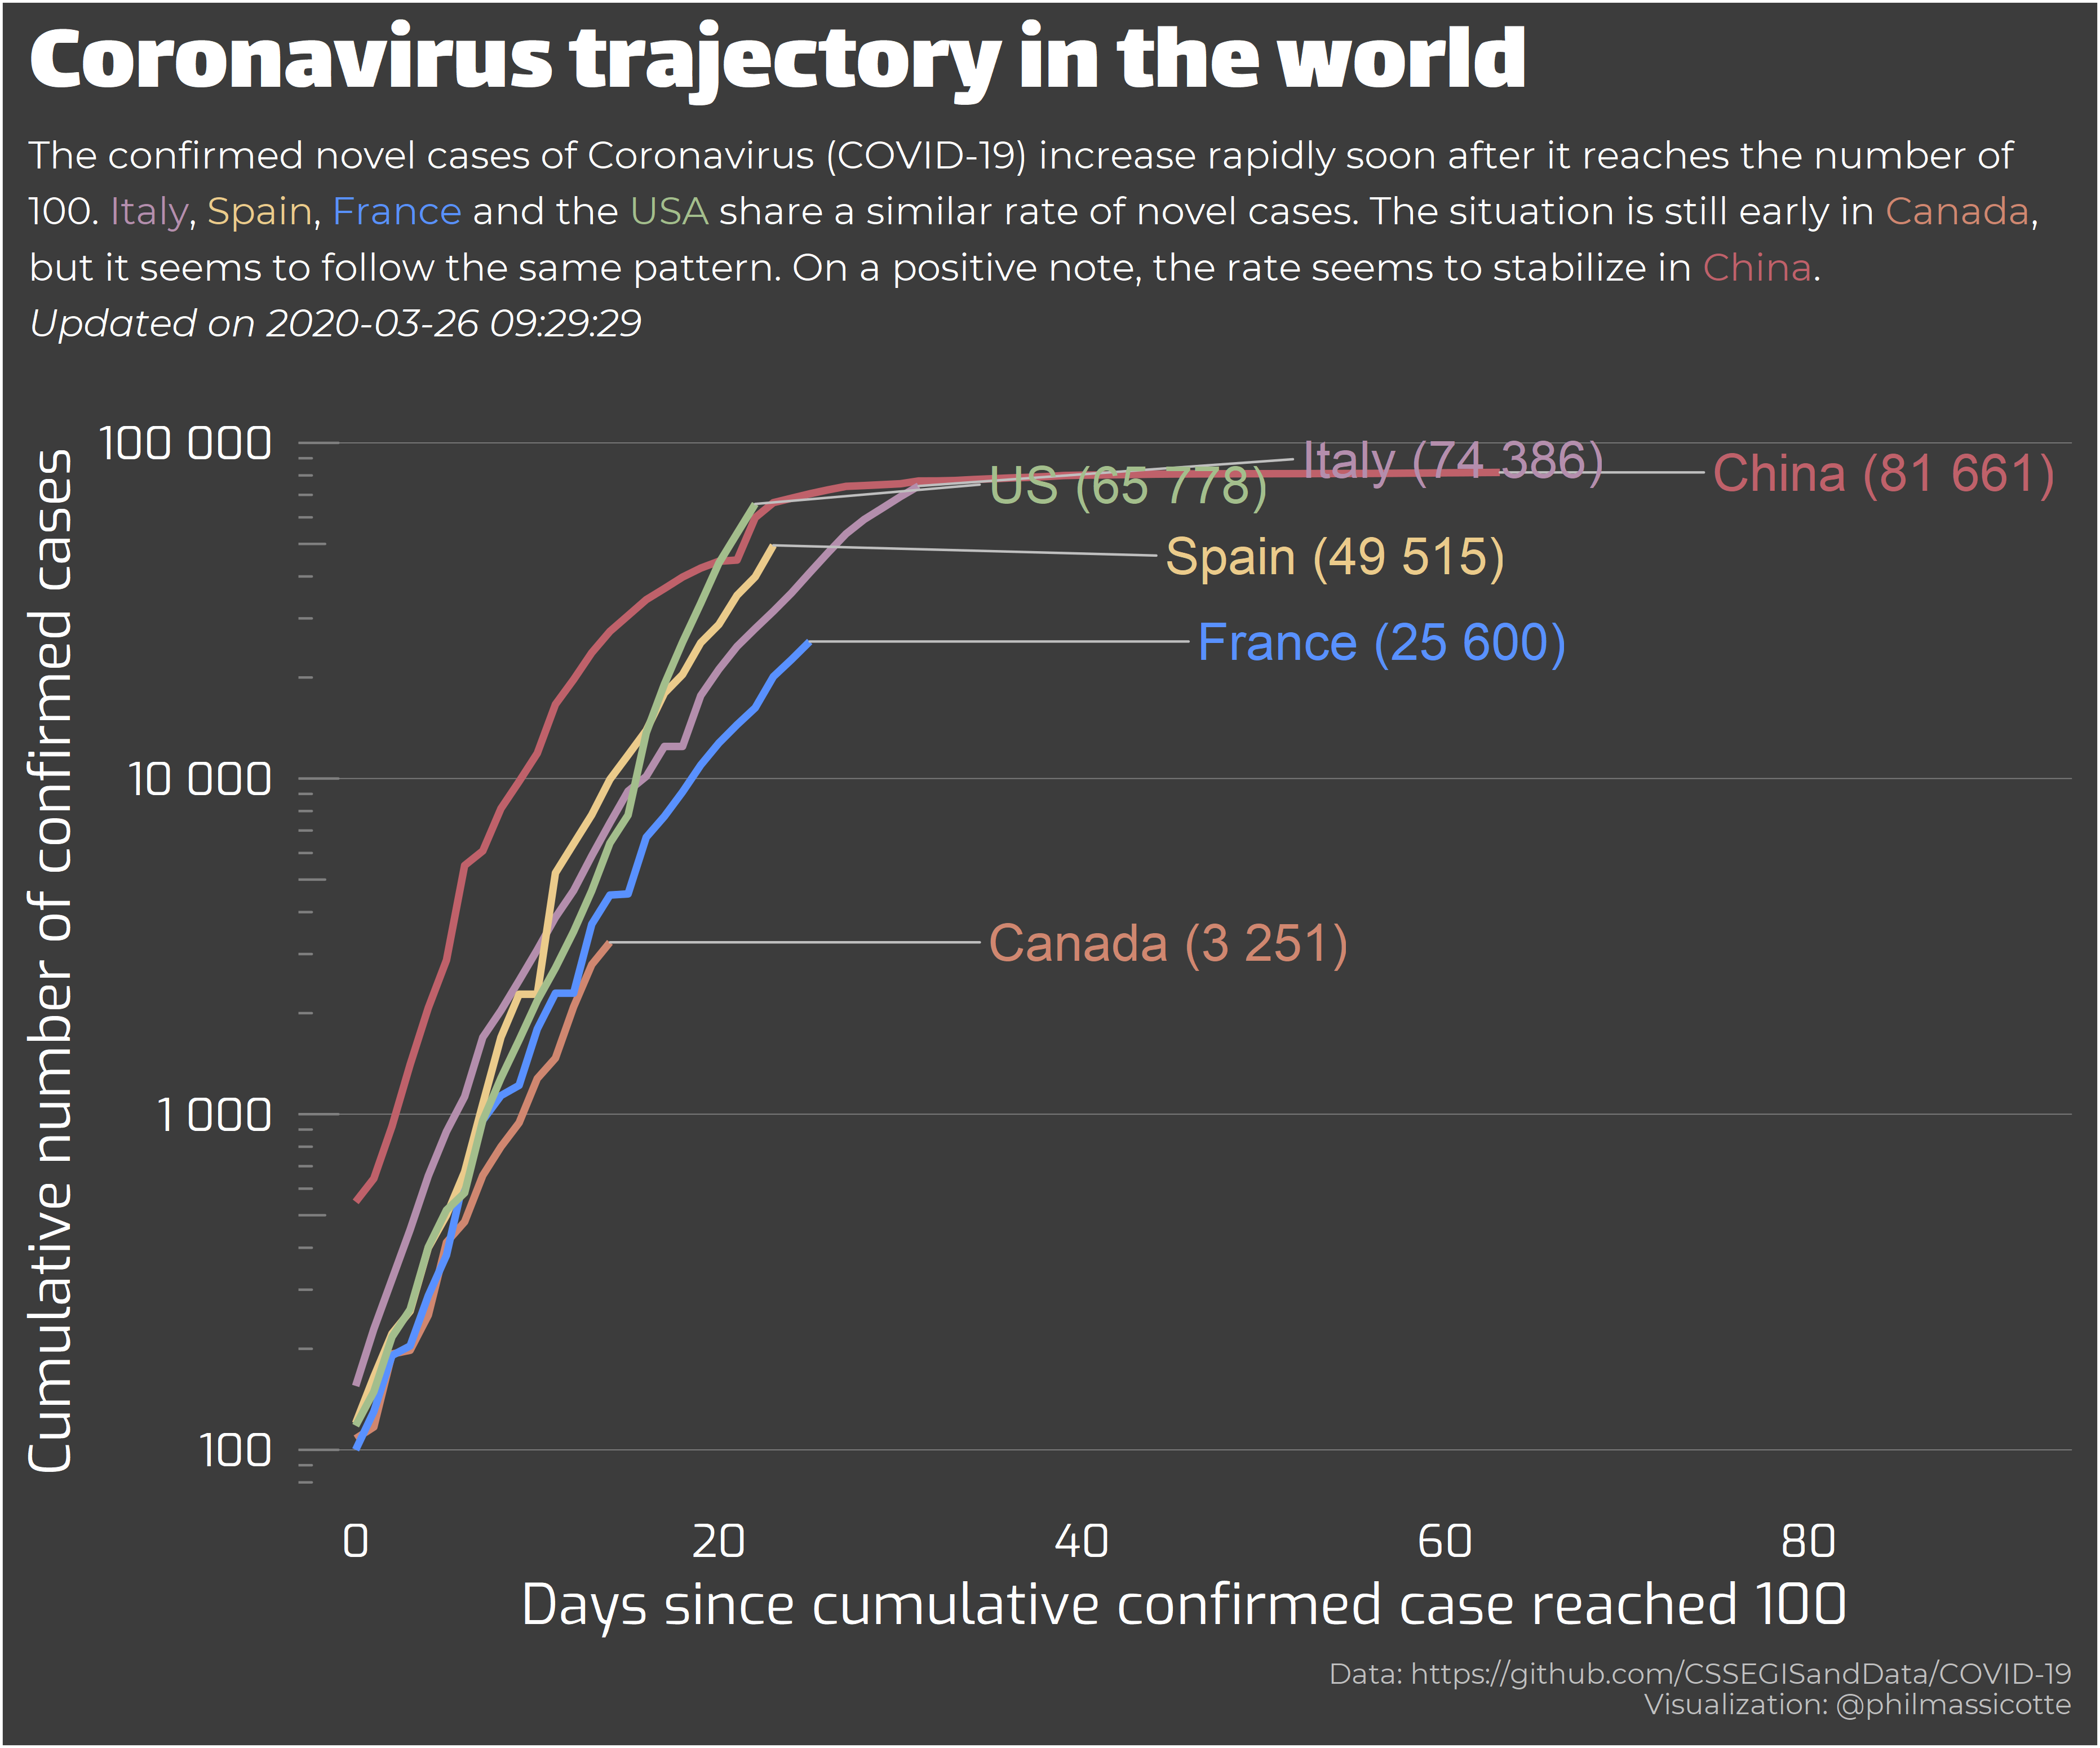 Coronavirus trajectory in the world
The confirmed novel cases of Coronavirus (COVID-19) increase rapidly soon after it reaches the number of
100. Italy, Spain, France and the USA share a similar rate of novel cases. The situation is still early in Canada,
but it seems to follow the same pattern. On a positive note, the rate seems to stabilize in China.
Updated on 2020-03-26 09:29:29
Cumulative number of confirmed cases
100 000
10 000
1 000
100
Italy (74 386)
US (65 778)
China (81 661)
Spain (49 515)
France (25 600)
Canada (3 251)
0 20 40 60 80
Days since cumulative confirmed case reached 100
Data: https://github.com/CSSEGISandData/COVID-19
Visualization: @philmassicotte